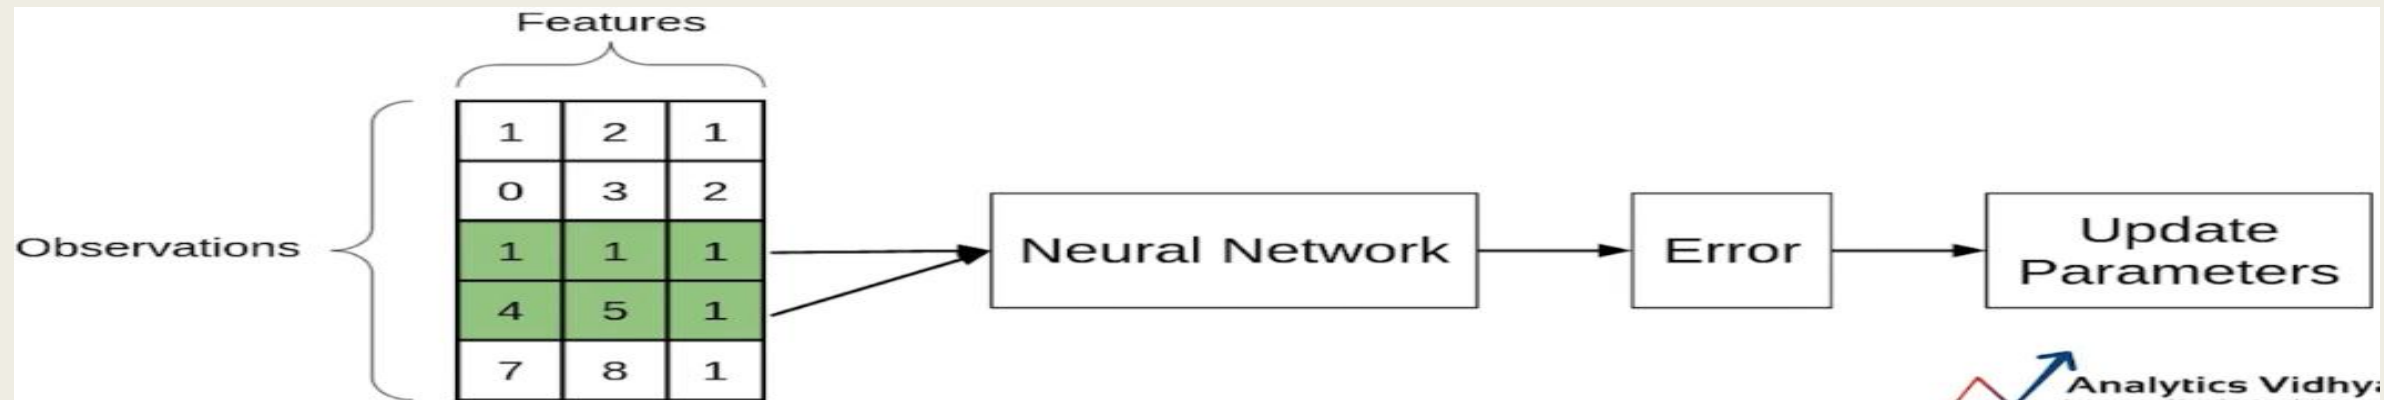 Features
1 2 1
0 3 2
Observations
1 1 1
Neural Network
Error
Update
Parameters
4 5 1
7 8 1
Analytics